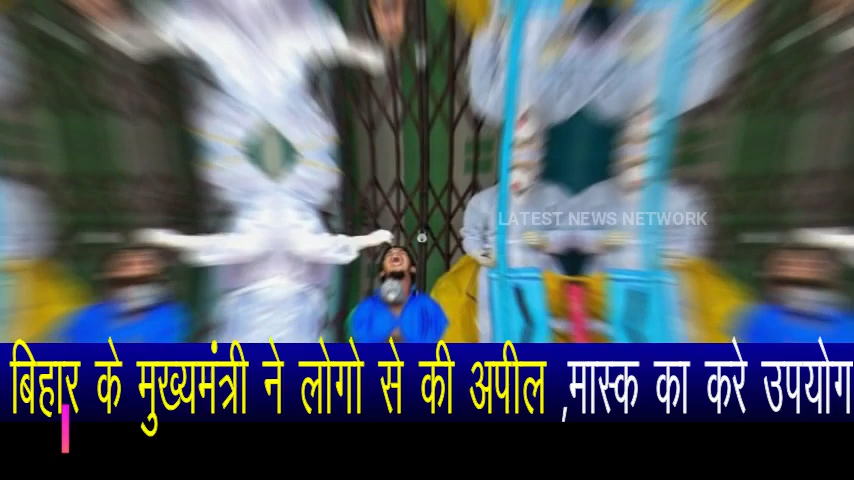 LATEST NEWS NETWORK
बिहार के मुख्यमंत्री ने लोगो से की अपील ,मास्क का करे उपयोग